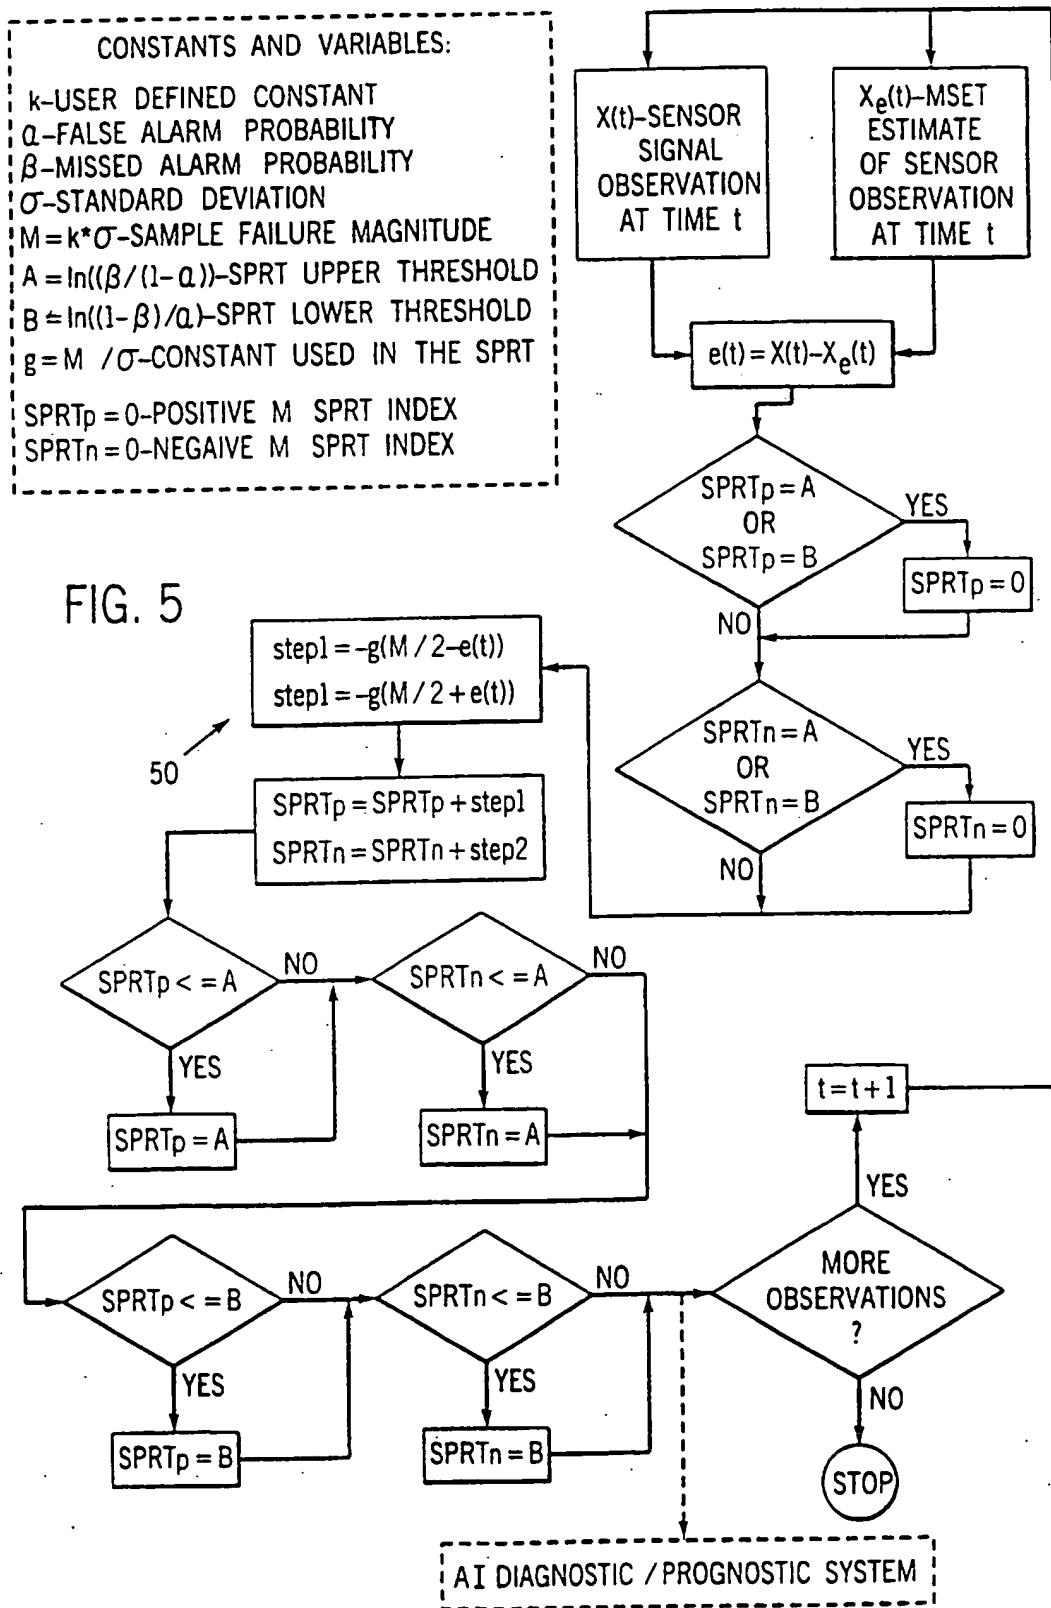 CONSTANTS AND VARIABLES:
k-USER DEFINED CONSTANT
α-FALSE ALARM PROBABILITY
β-MISSED ALARM PROBABILITY
σ-STANDARD DEVIATION
M=k*σ-SAMPLE FAILURE MAGNITUDE
A=ln((β/(1-α))-SPRT UPPER THRESHOLD
B=ln((1-β)/α)-SPRT LOWER THRESHOLD
g=M /σ-CONSTANT USED IN THE SPRT
SPRTp=0-POSITIVE M SPRT INDEX
SPRTn=0-NEGAIVE M SPRT INDEX
X(t)-SENSOR
SIGNAL
OBSERVATION
AT TIME t
Xe(t)-MSET
ESTIMATE
OF SENSOR
OBSERVATION
AT TIME t
e(t)=X(t)-Xe(t)
SPRTp=A
OR
SPRTp=B
YES
SPRTp=0
NO
SPRTn=A
OR
SPRTn=B
YES
SPRTn=0
NO
FIG. 5
50
step1=-g(M/2-e(t))
step1=-g(M/2+e(t))
SPRTp=SPRTp+step1
SPRTn=SPRTn+step2
SPRTp<=A
NO
YES
SPRTp=A
SPRTn<=A
NO
YES
SPRTn=A
SPRTp<=B
NO
YES
SPRTp=B
SPRTn<=B
NO
YES
SPRTn=B
t=t+1
YES
MORE
OBSERVATIONS
?
NO
STOP
AI DIAGNOSTIC /PROGNOSTIC SYSTEM